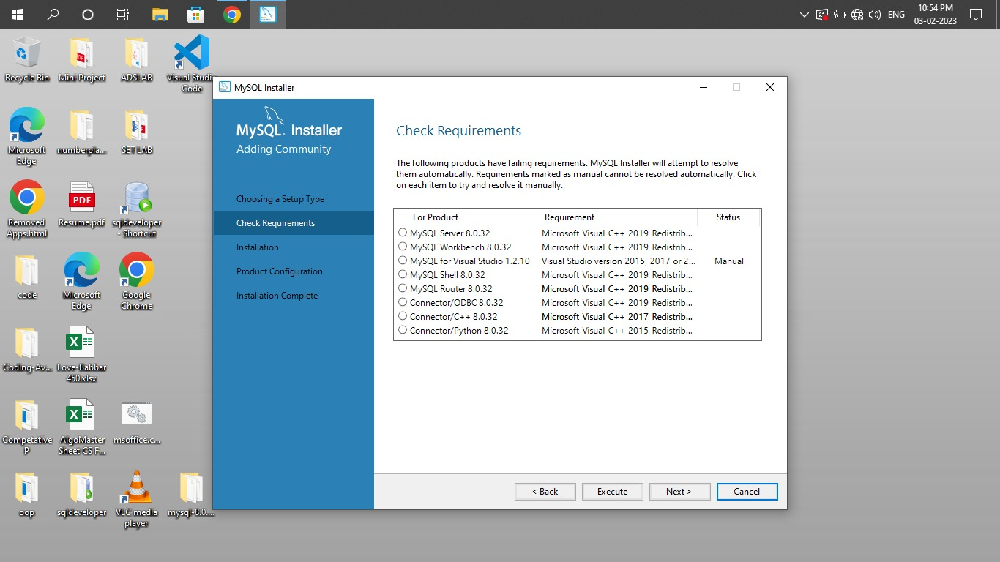 ENG
10:54 PM
03-02-2023
Recycle Bin
Mini Project
ADSLAB
Visual Studio
Code
Microsoft
Edge
numberpla...
SET LAB
Removed
Apps.html
PDF
Resume.pdf
sqldeveloper
- Shortcut
code
Microsoft
Edge
Google
Chrome
Coding-Av...
Love-Babbar
450.xlsx
Competative
P
AlgoMaster
Sheet CS F...
msoffice.c...
oop
sqldeveloper
VLC media
player
mysql-8.0....
MySQL Installer
MySQL. Installer
Adding Community
Choosing a Setup Type
Check Requirements
Installation
Product Configuration
Installation Complete
Check Requirements
The following products have failing requirements. MySQL Installer will attempt to resolve
them automatically. Requirements marked as manual cannot be resolved automatically. Click
on each item to try and resolve it manually.
For Product Requirement Status
MySQL Server 8.0.32 Microsoft Visual C++ 2019 Redistrib...
MySQL Workbench 8.0.32 Microsoft Visual C++ 2019 Redistrib...
MySQL for Visual Studio 1.2.10 Visual Studio version 2015, 2017 or 2... Manual
MySQL Shell 8.0.32 Microsoft Visual C++ 2019 Redistrib...
MySQL Router 8.0.32 Microsoft Visual C++ 2019 Redistrib...
Connector/ODBC 8.0.32 Microsoft Visual C++ 2019 Redistrib...
Connector/C++ 8.0.32 Microsoft Visual C++ 2017 Redistrib...
Connector/Python 8.0.32 Microsoft Visual C++ 2015 Redistrib...
< Back Execute Next > Cancel